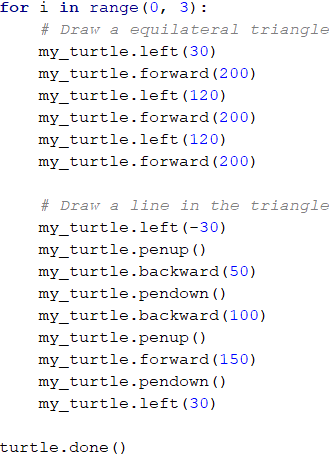 for i in range(0, 3):
    # Draw a equilateral triangle
    my_turtle.left(30)
    my_turtle.forward(200)
    my_turtle.left(120)
    my_turtle.forward(200)
    my_turtle.left(120)
    my_turtle.forward(200)

    # Draw a line in the triangle
    my_turtle.left(-30)
    my_turtle.penup()
    my_turtle.backward(50)
    my_turtle.pendown()
    my_turtle.backward(100)
    my_turtle.penup()
    my_turtle.forward(150)
    my_turtle.pendown()
    my_turtle.left(30)

turtle.done()